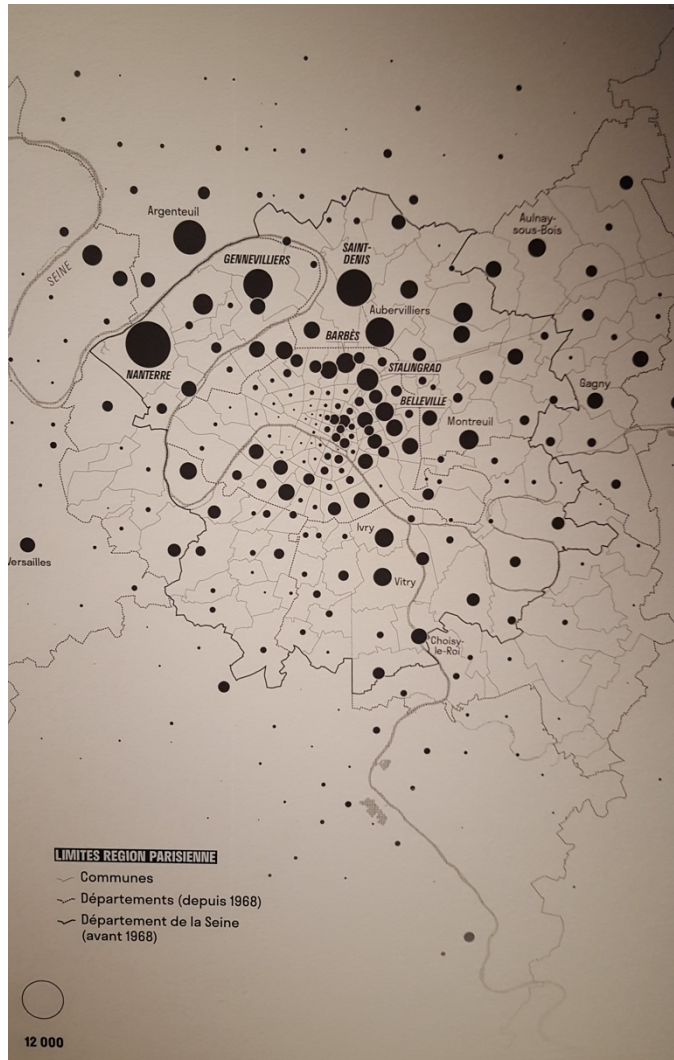 Argenteuil
Aulnay-
sous-Bois
SAINT-
DENIS
GENNEVILLIERS
SEINE
Aubervilliers
BARBÈS
NANTERRE
STALINGRAD
Gagny
BELLEVILLE
Montreuil
Ivry
Versailles
Vitry
Choisy-
le-Roi
LIMITES REGION PARISIENNE
Communes
Départements (depuis 1968)
Département de la Seine
(avant 1968)
12 000